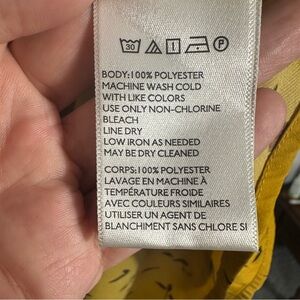 30
BODY:100% POLYESTER
MACHINE WASH COLD
WITH LIKE COLORS
USE ONLY NON-CHLORINE
BLEACH
LINE DRY
LOW IRON AS NEEDED
MAY BE DRY CLEANED
CORPS:100% POLYESTER
LAVAGE EN MACHINE À
TEMPÉRATURE FROIDE
AVEC COULEURS SIMILAIRES
UTILISER UN AGENT DE
BLANCHIMENT SANS CHLORE SI